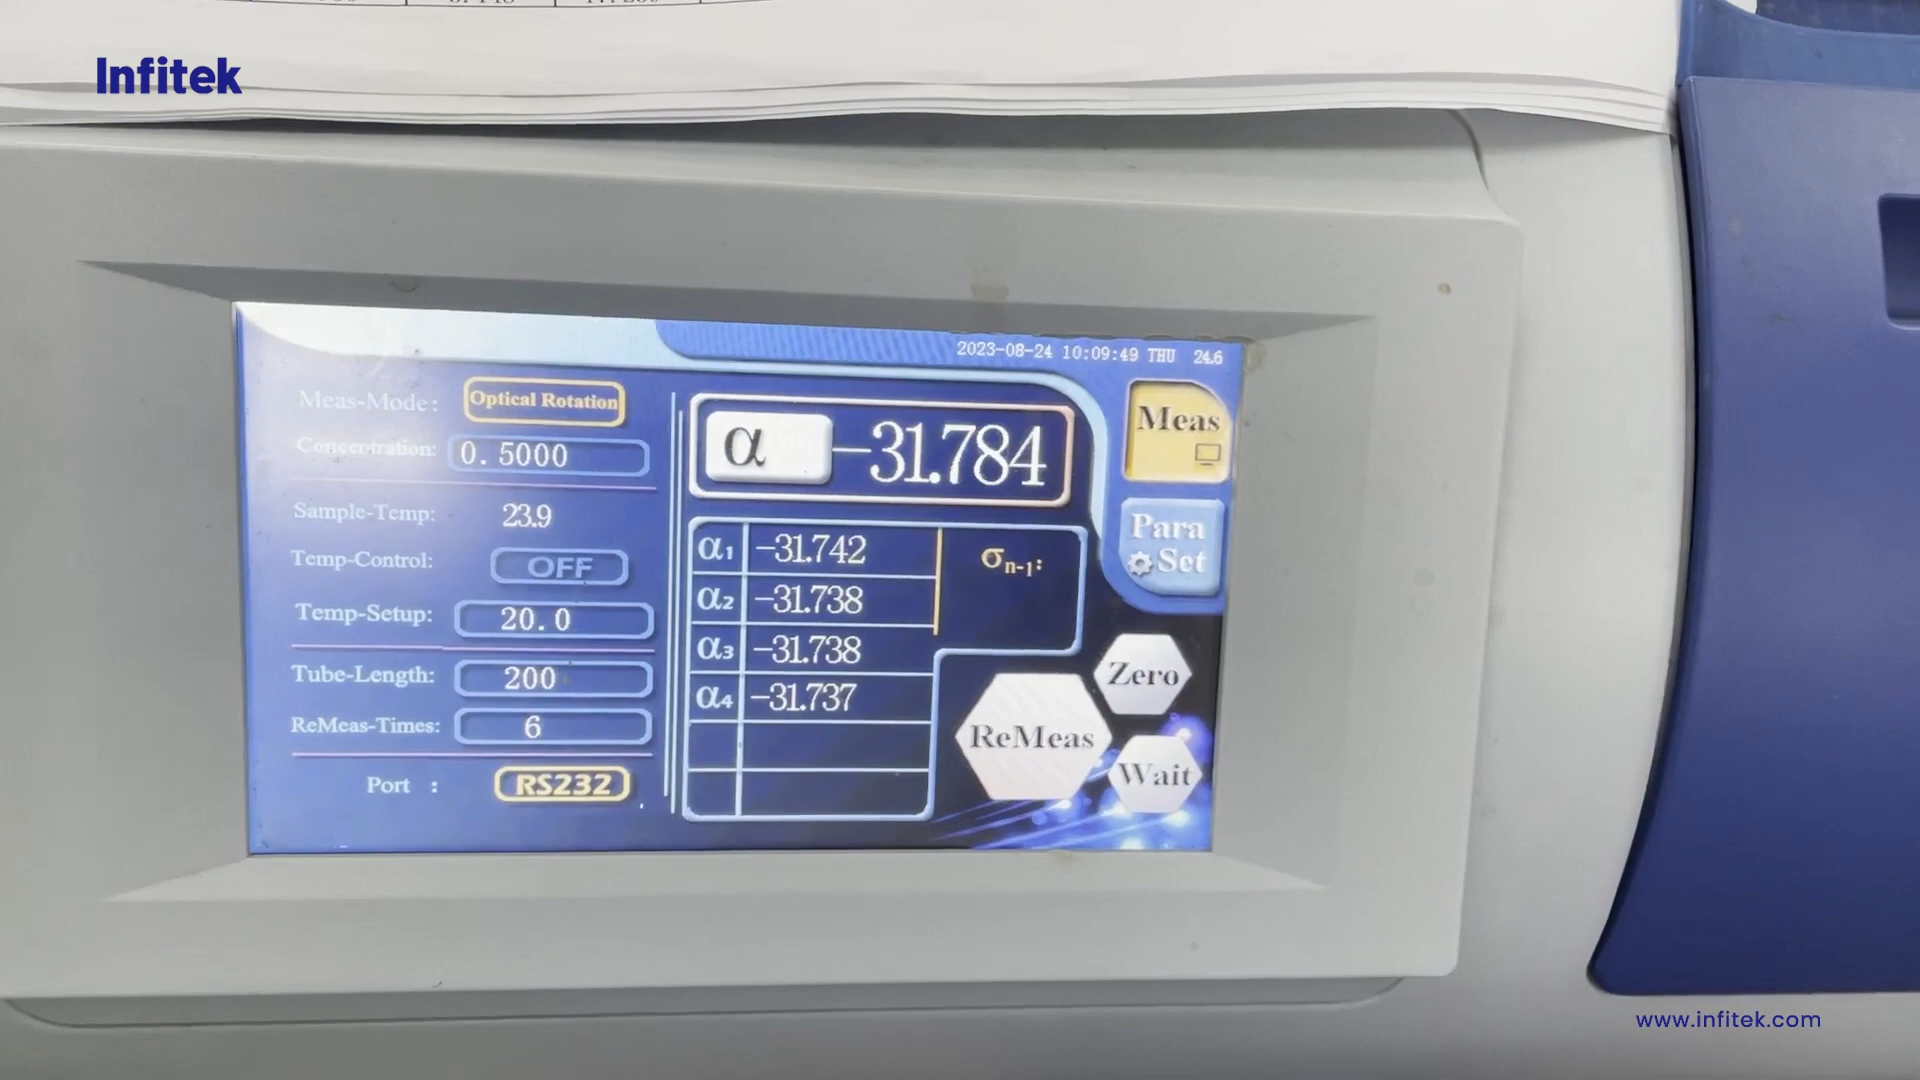 Infitek
2023-08-24 10:09:49 THU 24.6
Meas-Mode: Optical Rotation
Concentration: 0.5000
Sample-Temp: 23.9
Temp-Control: OFF
Temp-Setup: 20.0
Tube-Length: 200
ReMeas-Times: 6
Port : RS232
α -31.784
α1 -31.742
α2 -31.738
α3 -31.738
α4 -31.737
σn-1:
Meas
Para
Set
Zero
ReMeas
Wait
www.infitek.com